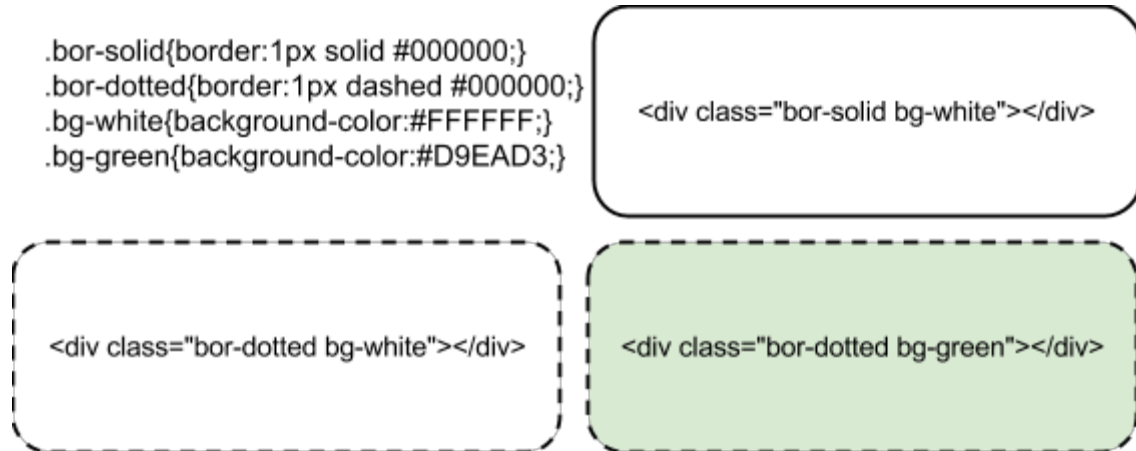 .bor-solid{border:1px solid #000000;}
.bor-dotted{border:1px dashed #000000;}
.bg-white{background-color:#FFFFFF;}
.bg-green{background-color:#D9EAD3;}
<div class="bor-solid bg-white"></div>
<div class="bor-dotted bg-white"></div>
<div class="bor-dotted bg-green"></div>